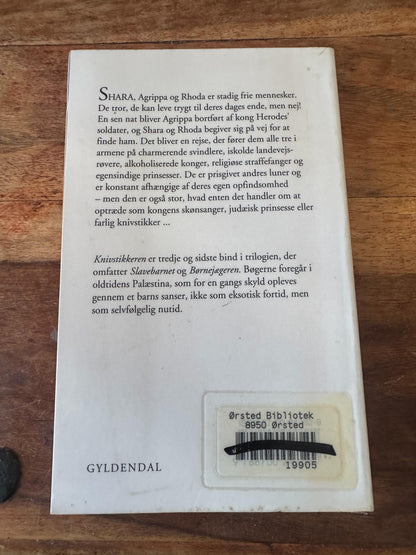 SHARA, Agrippa og Rhoda er stadig frie mennesker.
De tror, de kan leve trygt til deres dages ende, men nej!
En sen nat bliver Agrippa bortført af kong Herodes'
soldater, og Shara og Rhoda begiver sig på vej for at
finde ham. Det bliver en rejse, der fører dem alle tre i
armene på charmerende svindlere, iskolde landevejs-
røvere, alkoholiserede konger, religiøse straffefanger og
egensindige prinsesser. De er prisgivet andres luner og
er konstant afhængige af deres egen opfindsomhed
– men den er også stor, hvad enten det handler om at
optræde som kongens skønsanger, judæisk prinsesse eller
farlig knivstikker ...
Knivstikkeren er tredje og sidste bind i trilogien, der
omfatter Slavebarnet og Børnejægeren. Bøgerne foregår i
oldtidens Palæstina, som for en gangs skyld opleves
gennem et barns sanser, ikke som eksotisk fortid, men
som selvfølgelig nutid.
Ørsted Bibliotek
8950 Ørsted
19905
GYLDENDAL